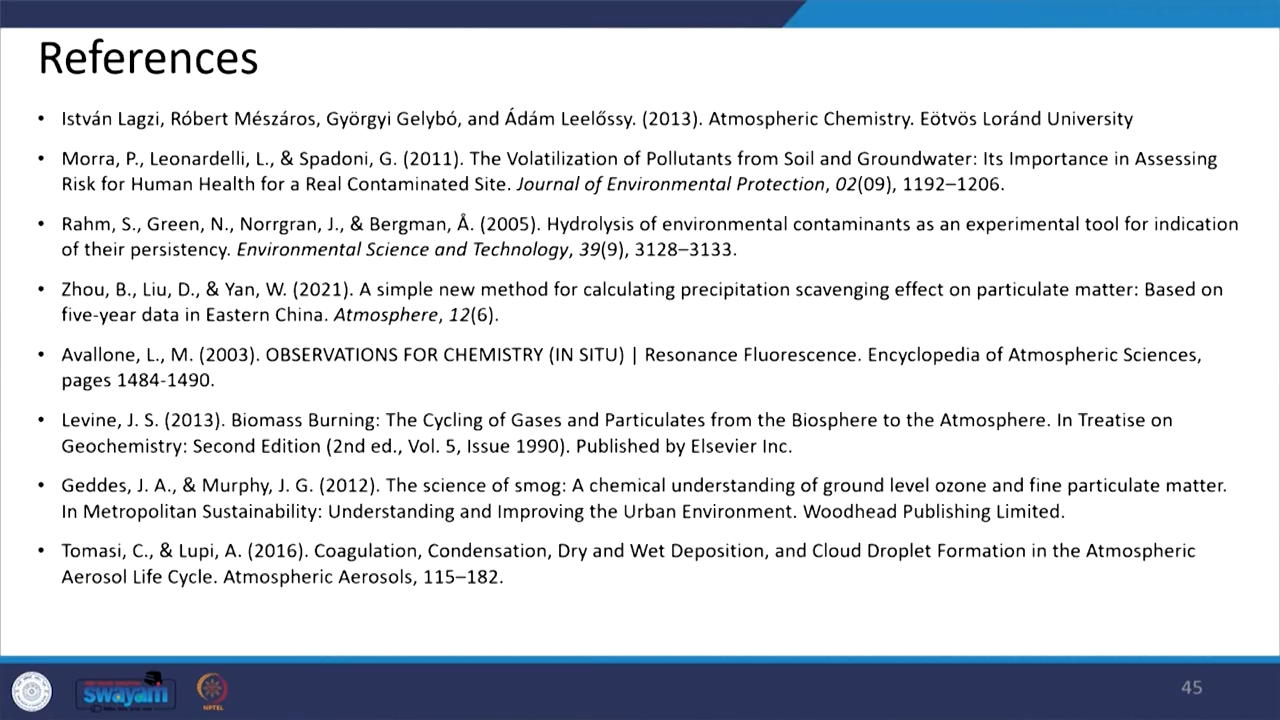 References
• István Lagzi, Róbert Mészáros, Györgyi Gelybó, and Ádám Leelőssy. (2013). Atmospheric Chemistry. Eötvös Loránd University
• Morra, P., Leonardelli, L., & Spadoni, G. (2011). The Volatilization of Pollutants from Soil and Groundwater: Its Importance in Assessing
Risk for Human Health for a Real Contaminated Site. Journal of Environmental Protection, 02(09), 1192–1206.
• Rahm, S., Green, N., Norrgran, J., & Bergman, Å. (2005). Hydrolysis of environmental contaminants as an experimental tool for indication
of their persistency. Environmental Science and Technology, 39(9), 3128–3133.
• Zhou, B., Liu, D., & Yan, W. (2021). A simple new method for calculating precipitation scavenging effect on particulate matter: Based on
five-year data in Eastern China. Atmosphere, 12(6).
• Avallone, L., M. (2003). OBSERVATIONS FOR CHEMISTRY (IN SITU) | Resonance Fluorescence. Encyclopedia of Atmospheric Sciences,
pages 1484-1490.
• Levine, J. S. (2013). Biomass Burning: The Cycling of Gases and Particulates from the Biosphere to the Atmosphere. In Treatise on
Geochemistry: Second Edition (2nd ed., Vol. 5, Issue 1990). Published by Elsevier Inc.
• Geddes, J. A., & Murphy, J. G. (2012). The science of smog: A chemical understanding of ground level ozone and fine particulate matter.
In Metropolitan Sustainability: Understanding and Improving the Urban Environment. Woodhead Publishing Limited.
• Tomasi, C., & Lupi, A. (2016). Coagulation, Condensation, Dry and Wet Deposition, and Cloud Droplet Formation in the Atmospheric
Aerosol Life Cycle. Atmospheric Aerosols, 115–182.
swayam
NPTEL
45